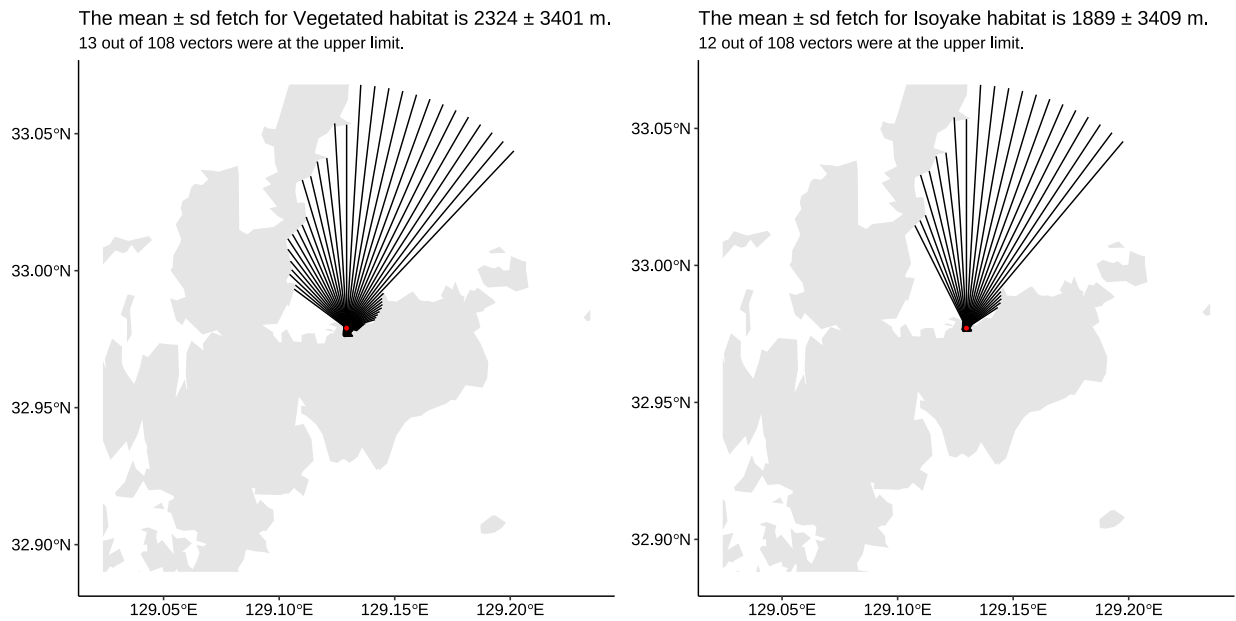 The mean ± sd fetch for Vegetated habitat is 2324 ± 3401 m.
13 out of 108 vectors were at the upper limit.
33.05°N
33.00°N
32.95°N
32.90°N
129.05°E 129.10°E 129.15°E 129.20°E
The mean ± sd fetch for Isoyake habitat is 1889 ± 3409 m.
12 out of 108 vectors were at the upper limit.
33.05°N
33.00°N
32.95°N
32.90°N
129.05°E 129.10°E 129.15°E 129.20°E